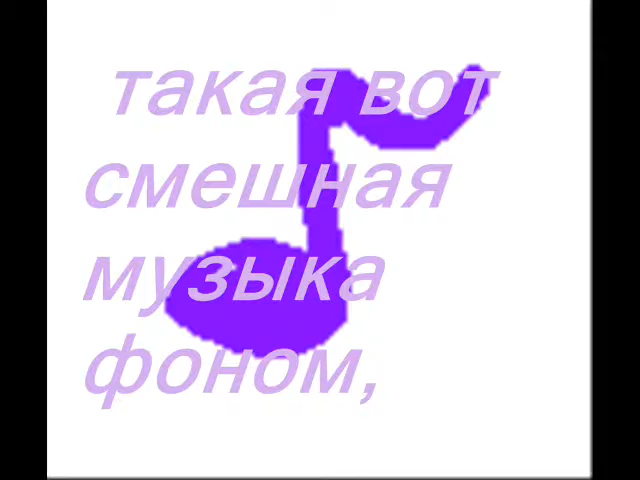 такая вот
смешная
музыка
фоном,